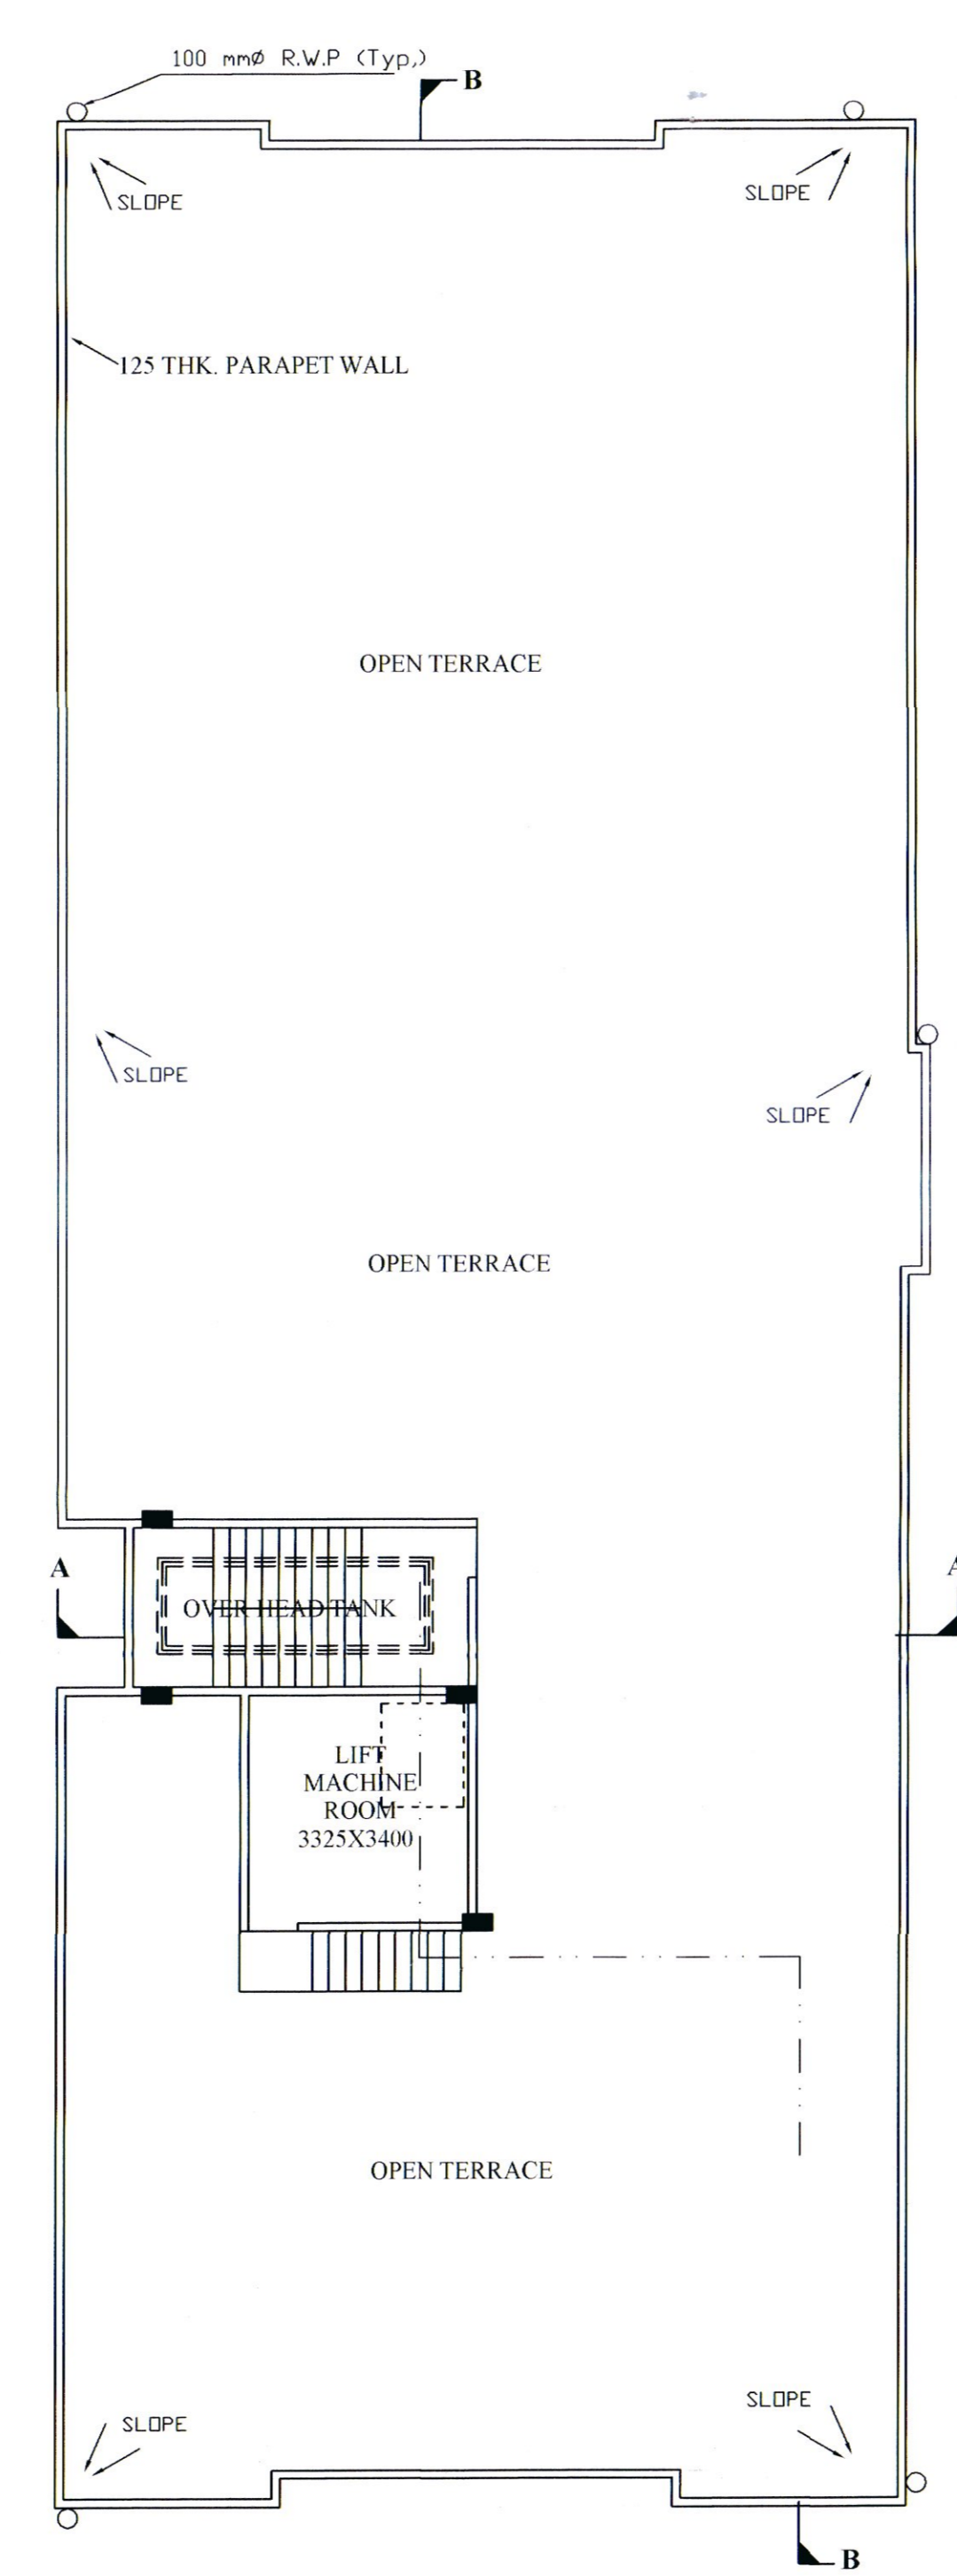 100 mmØ R.W.P (Typ,)
B
SLOPE
SLOPE
125 THK. PARAPET WALL
OPEN TERRACE
SLOPE
SLOPE
OPEN TERRACE
A
A
OVER HEAD TANK
LIFT
MACHINE
ROOM
3325X3400
OPEN TERRACE
SLOPE
SLOPE
B